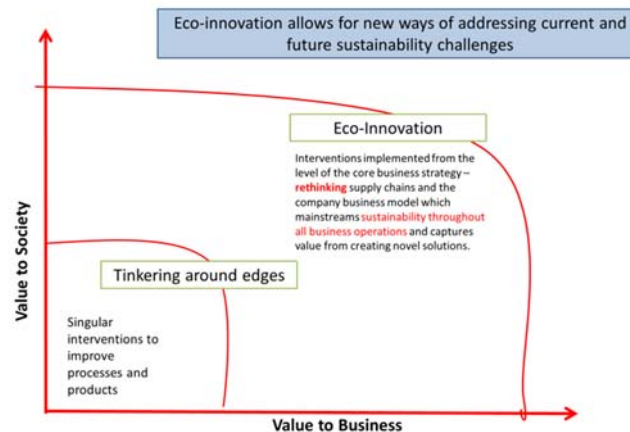 Eco-innovation allows for new ways of addressing current and
future sustainability challenges
Value to Society
Eco-Innovation
Interventions implemented from the
level of the core business strategy –
rethinking supply chains and the
company business model which
mainstreams sustainability throughout
all business operations and captures
value from creating novel solutions.
Tinkering around edges
Singular
interventions to
improve
processes and
products
Value to Business